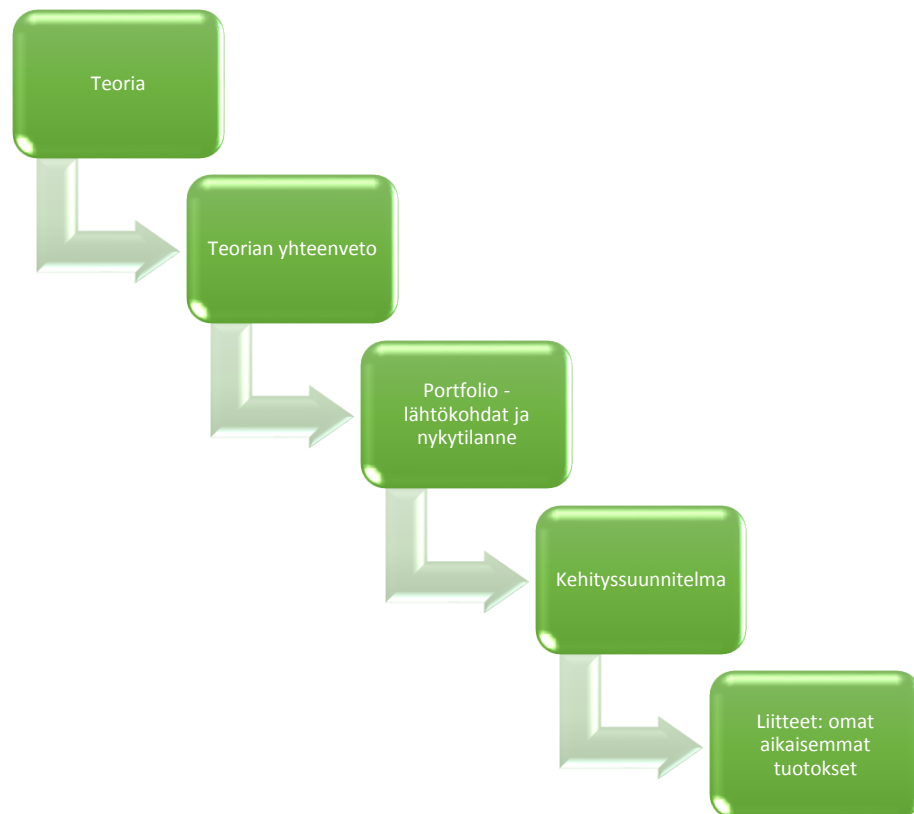 Teoria
Teorian yhteenveto
Portfolio -
lähtökohdat ja
nykytilanne
Kehityssuunnitelma
Liitteet: omat
aikaisemmat
tuotokset